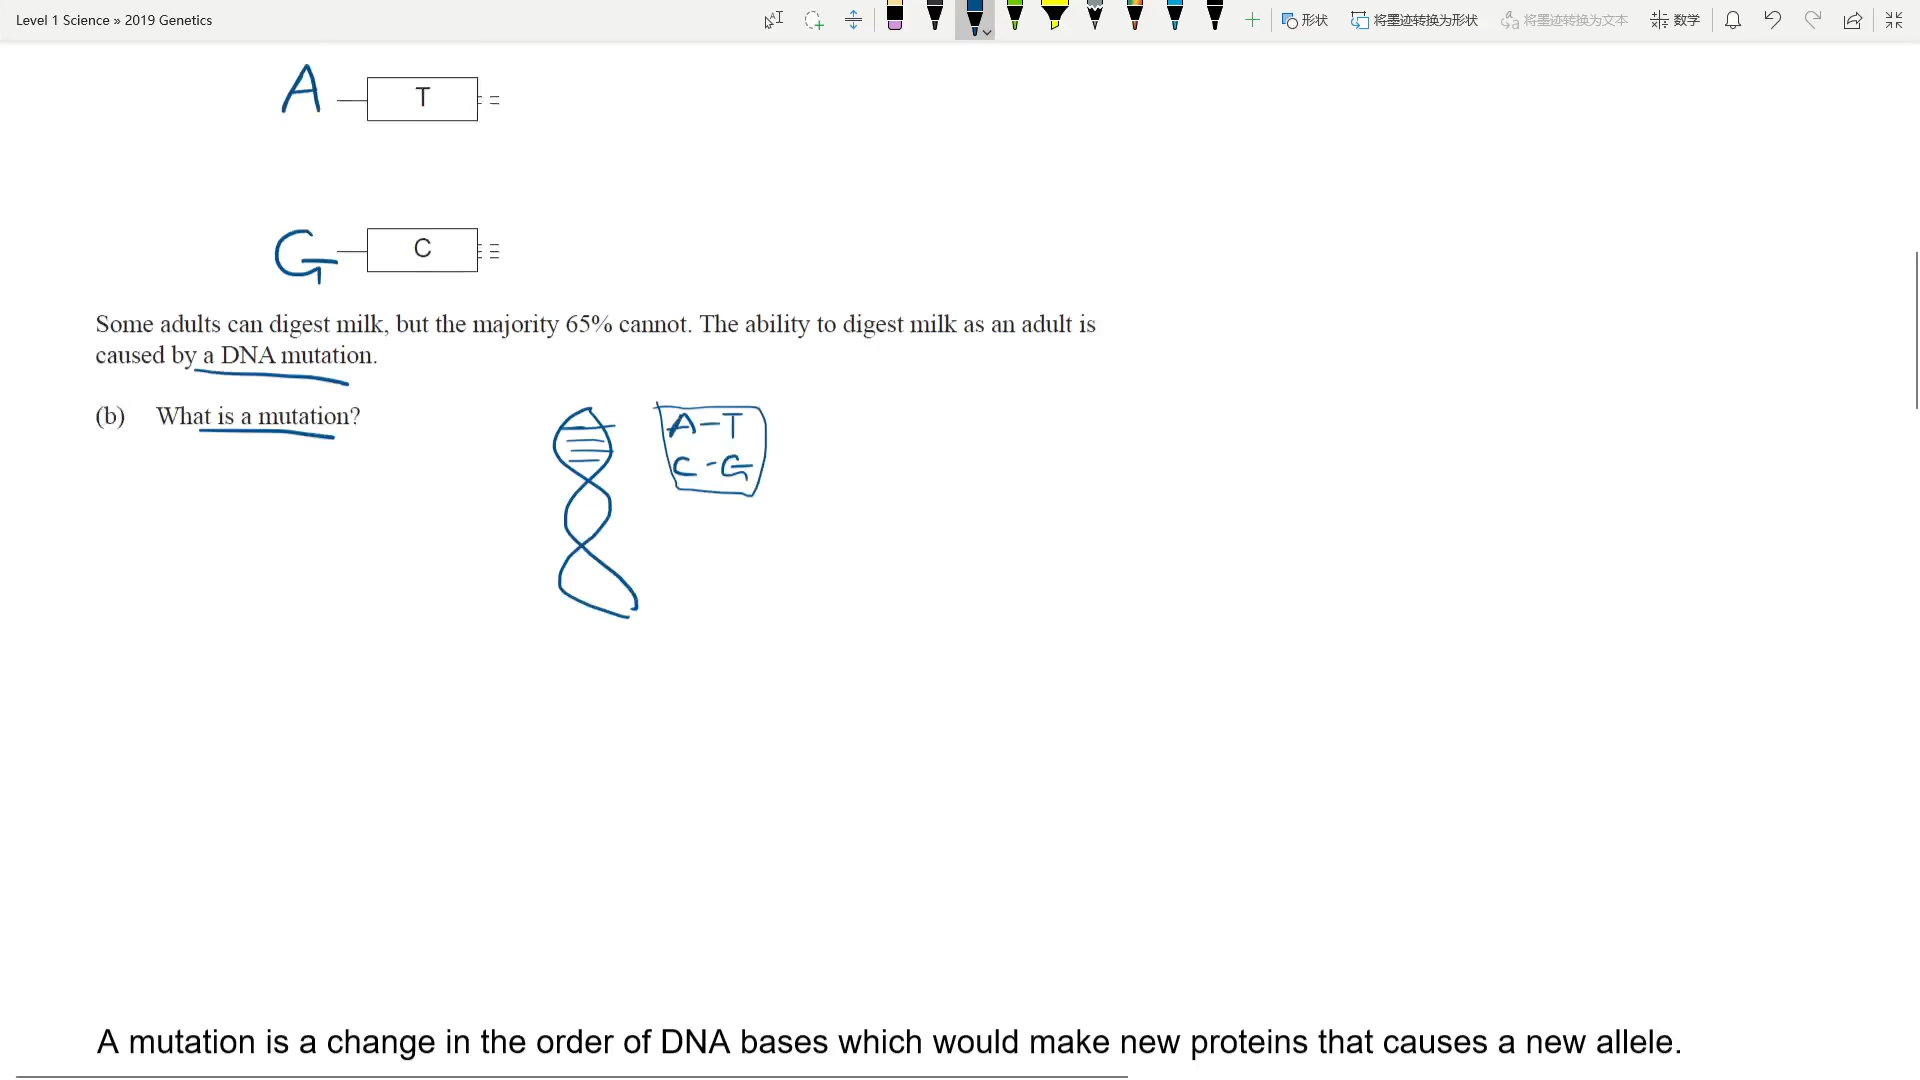 Level 1 Science » 2019 Genetics
形状
将墨迹转换为形状
将墨迹转换为文本
数学
A T
G C
Some adults can digest milk, but the majority 65% cannot. The ability to digest milk as an adult is
caused by a DNA mutation.
(b) What is a mutation?
A-T
C-G
A mutation is a change in the order of DNA bases which would make new proteins that causes a new allele.